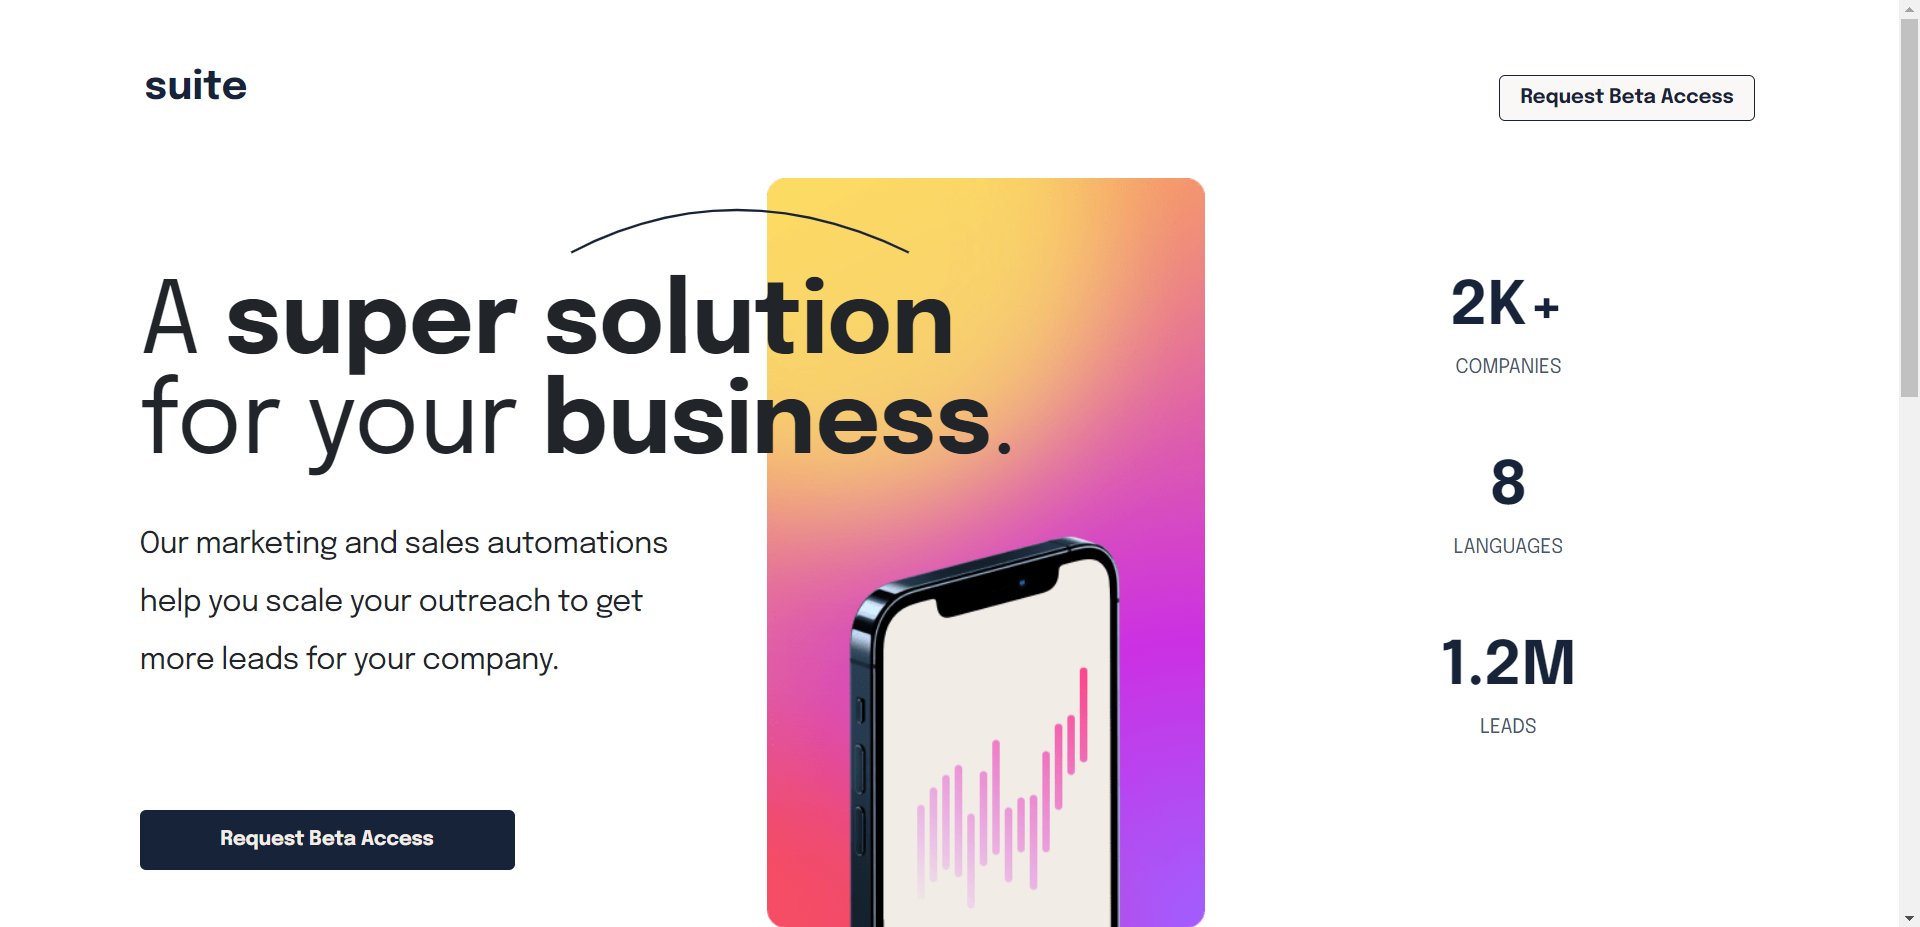 suite
Request Beta Access
A super solution
for your business.
Our marketing and sales automations
help you scale your outreach to get
more leads for your company.
Request Beta Access
2K+
COMPANIES
8
LANGUAGES
1.2M
LEADS